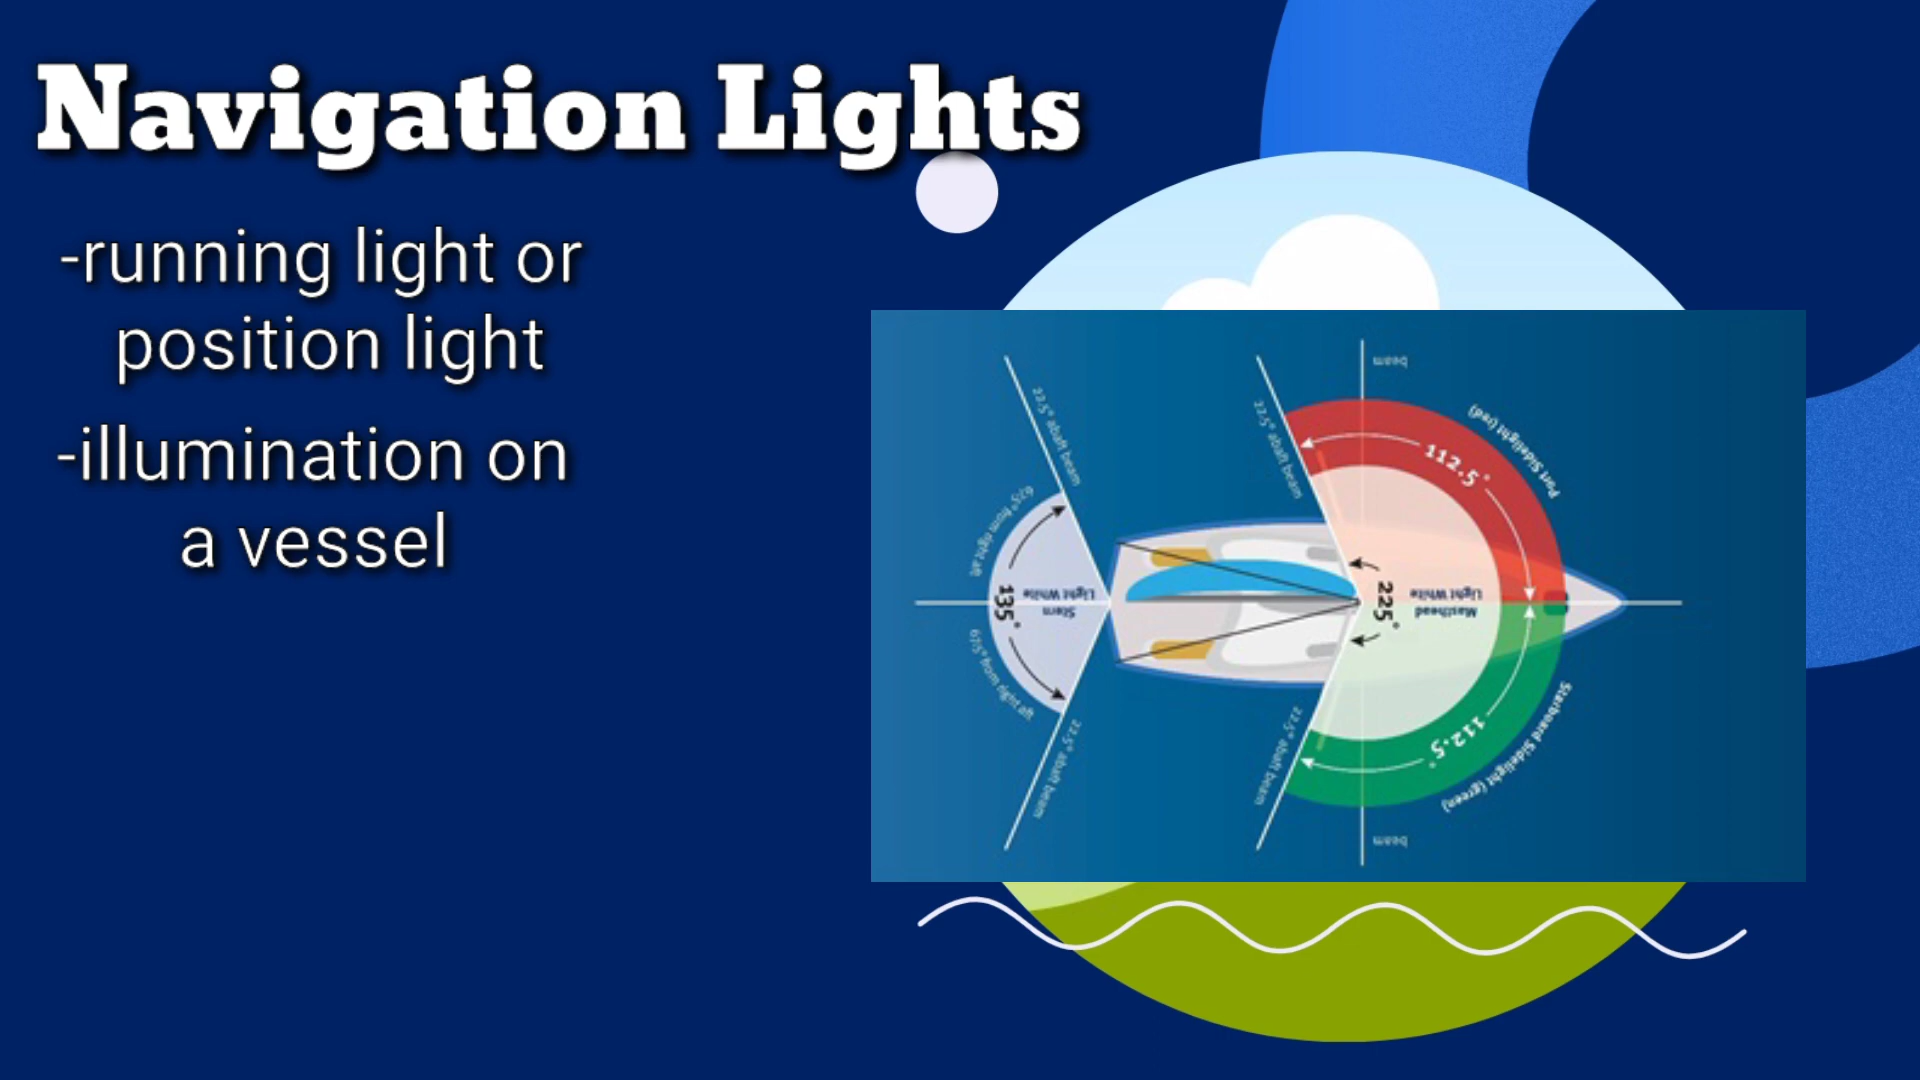 Navigation Lights
-running light or
position light
-illumination on
a vessel
beam
22.5° abaft beam
22.5° abaft beam
Port Sidelight (red)
112.5°
67.5° from right aft
135°
Stern
Light White
225°
Masthead
Light White
67.5° from right aft
112.5°
Starboard Sidelight (green)
22.5° abaft beam
22.5° abaft beam
beam